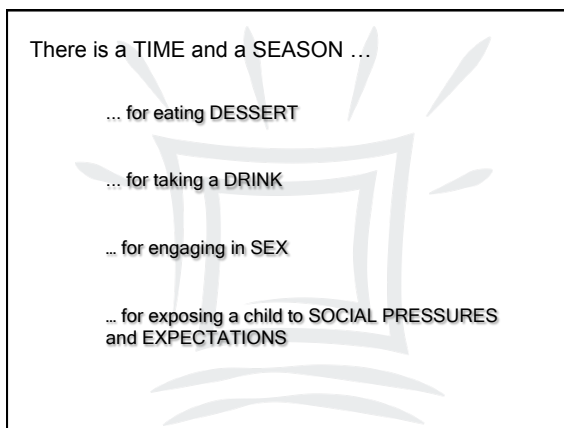 There is a TIME and a SEASON …
… for eating DESSERT
… for taking a DRINK
… for engaging in SEX
… for exposing a child to SOCIAL PRESSURES
and EXPECTATIONS